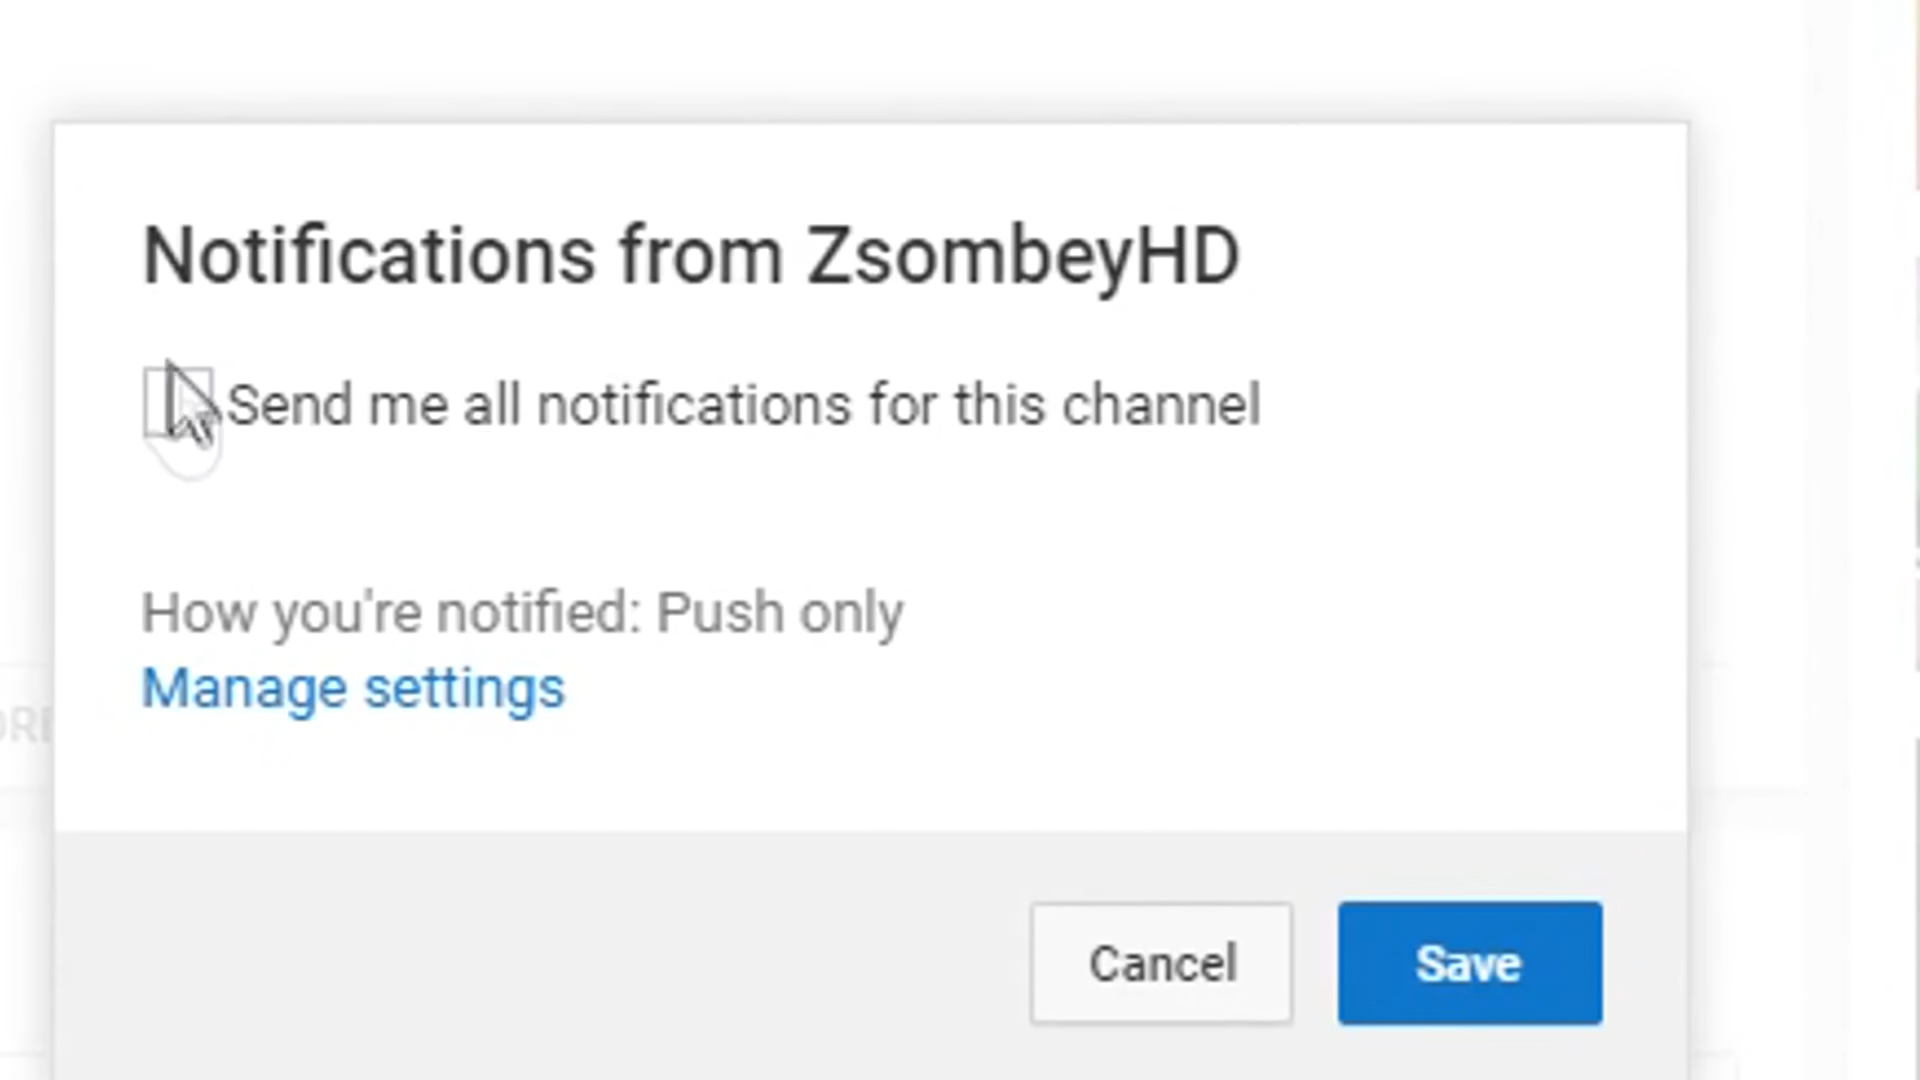 Notifications from ZsombeyHD
Send me all notifications for this channel
How you're notified: Push only
Manage settings
Cancel
Save